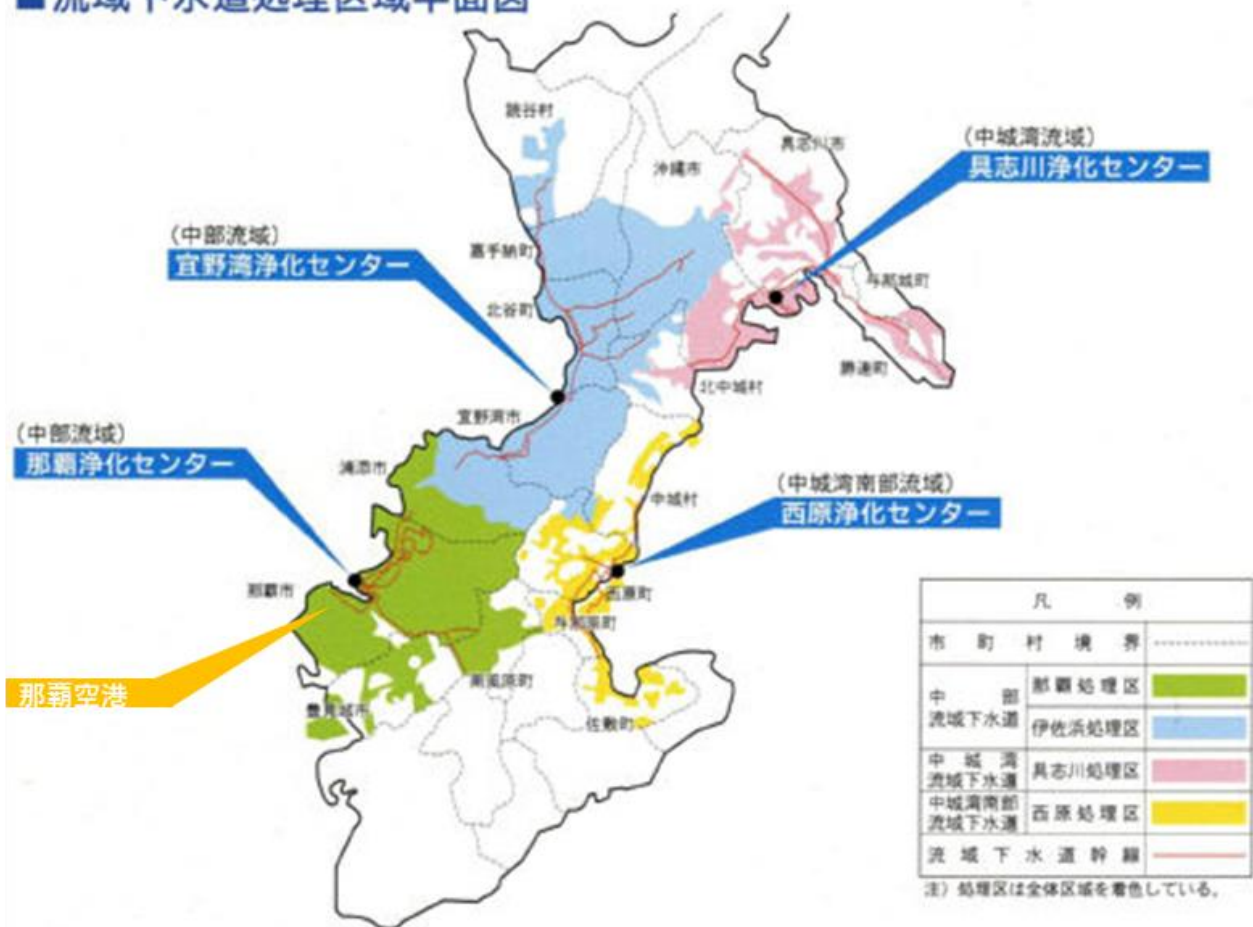 ■流域下水道処理区域平面図
読谷村
具志川市
(中城湾流域)
具志川浄化センター
沖縄市
(中部流域)
宜野湾浄化センター
嘉手納町
与那城町
北谷町
勝連町
北中城村
宜野湾市
(中部流域)
那覇浄化センター
浦添市
(中城湾南部流域)
西原浄化センター
中城村
那覇市
西原町
与那原町
那覇空港
南風原町
豊見城市
佐敷町
凡 例
市 町 村 境 界
中 部
流域下水道
那覇処理区
伊佐浜処理区
中 城 湾
流域下水道
具志川処理区
中城湾南部
流域下水道
西原処理区
流 域 下 水 道 幹 線
注) 処理区は全体区域を着色している。